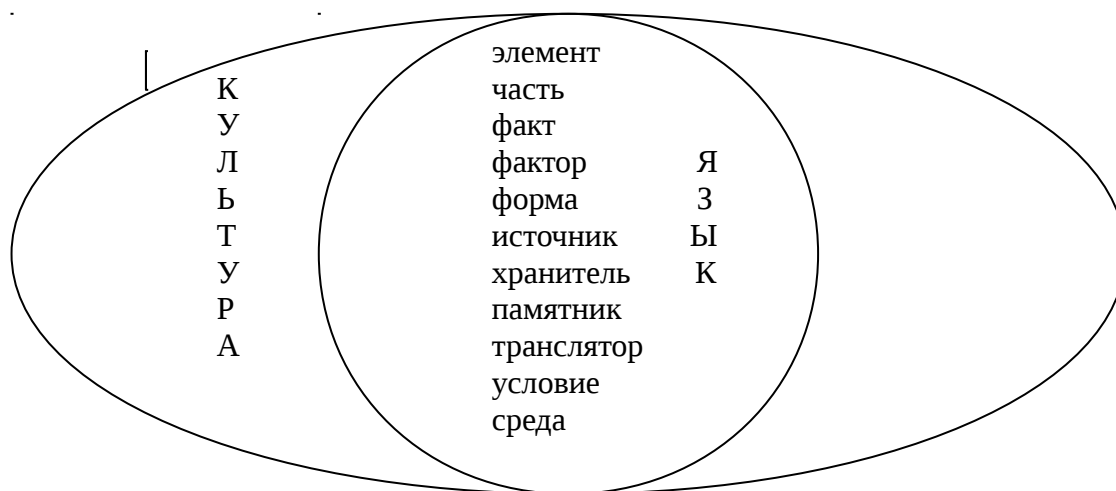 элемент
К часть
У факт
Л фактор Я
Ь форма З
Т источник Ы
У хранитель К
Р памятник
А транслятор
условие
среда